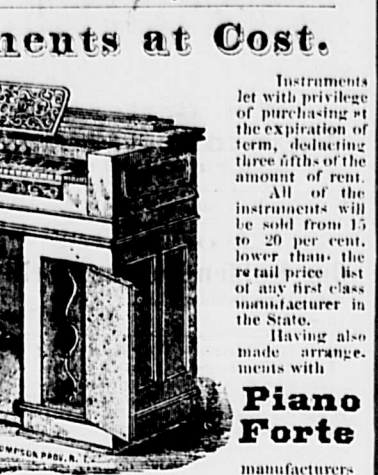 ments at Cost.
Instruments
let with privilege
of purchasing at
the expiration of
term, deducting
three fifths of the
amount of rent.
All of the
instruments will
be sold from 15
to 20 per cent.
lower than the
retail price list
of any first class
manufacturer in
the State.
Having also
made arrange-
ments with
Piano
Forte
manufacturers
OMPSON PROV. R. I.